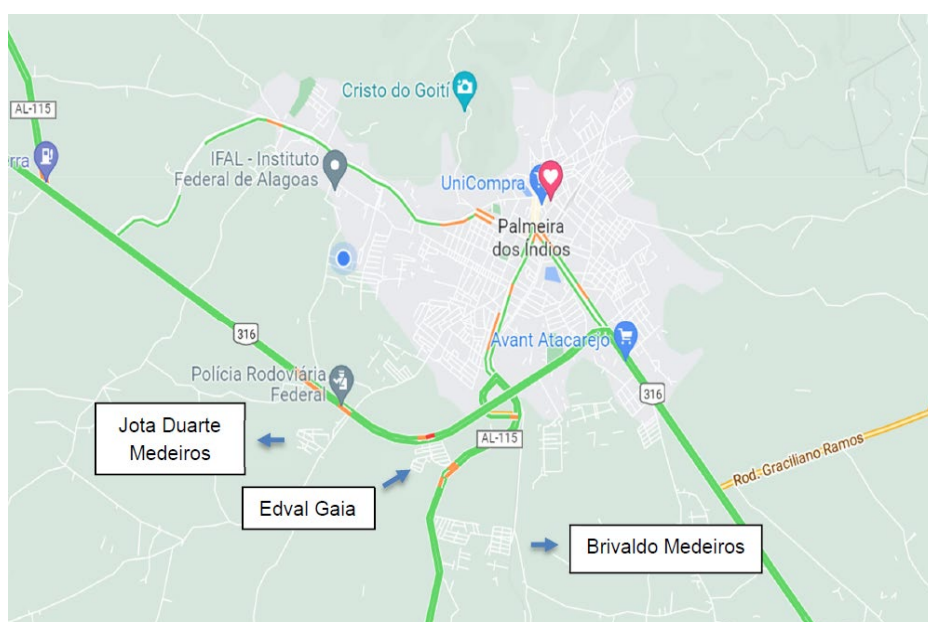 AL-115
erra
Cristo do Goití
IFAL - Instituto
Federal de Alagoas
UniCompra
Palmeira
dos Índios
316
Avant Atacarejo
Polícia Rodoviária
Federal
316
Jota Duarte
Medeiros
AL-115
Rod. Graciliano Ramos
Edval Gaia
Brivaldo Medeiros